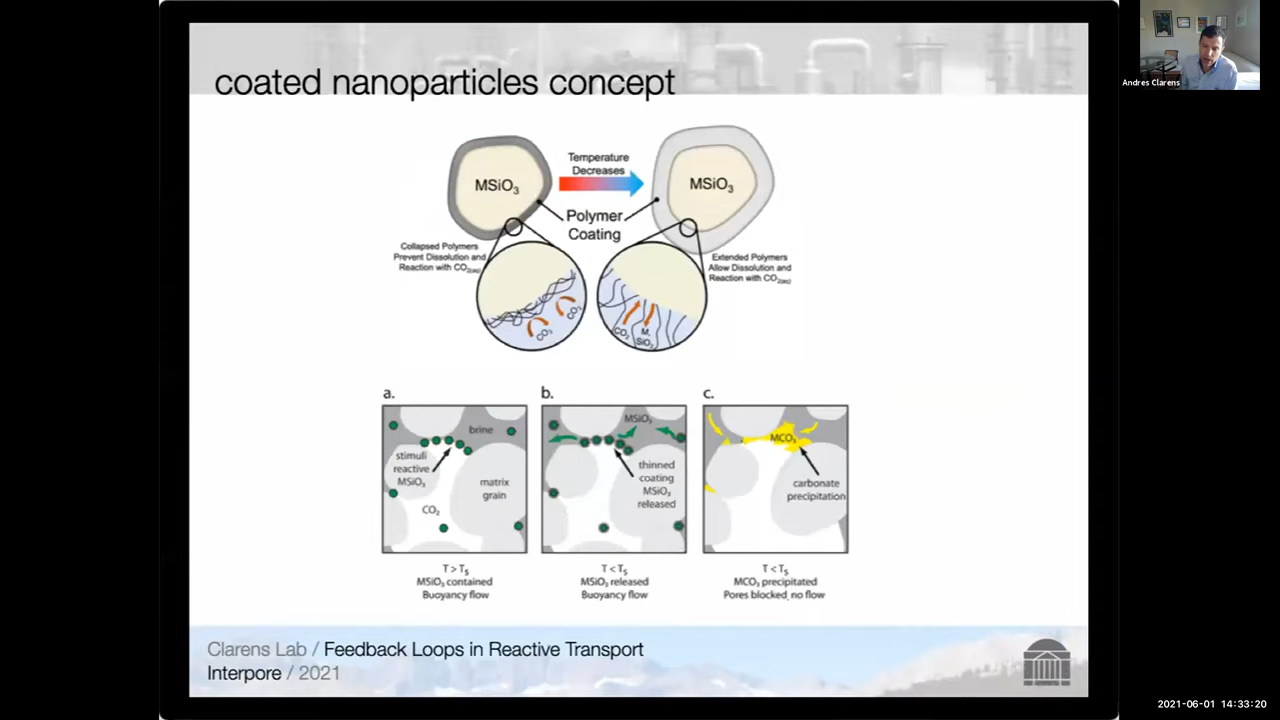 Andres Clarens
coated nanoparticles concept
MSiO₃
Temperature
Decreases
MSiO₃
Polymer
Coating
Collapsed Polymers
Prevent Dissolution and
Reaction with CO₂₍ₐq₎
Extended Polymers
Allow Dissolution and
Reaction with CO₂₍ₐq₎
CO₂
CO₂
CO₂
M,
SiO₂
a.
brine
stimuli
reactive
MSiO₃
matrix
grain
CO₂
T > Tₛ
MSiO₃ contained
Buoyancy flow
b.
MSiO₃
thinned
coating
MSiO₃
released
T < Tₛ
MSiO₃ released
Buoyancy flow
c.
MCO₃
carbonate
precipitation
T < Tₛ
MCO₃ precipitated
Pores blocked, no flow
Clarens Lab / Feedback Loops in Reactive Transport
Interpore / 2021
2021-06-01 14:33:20